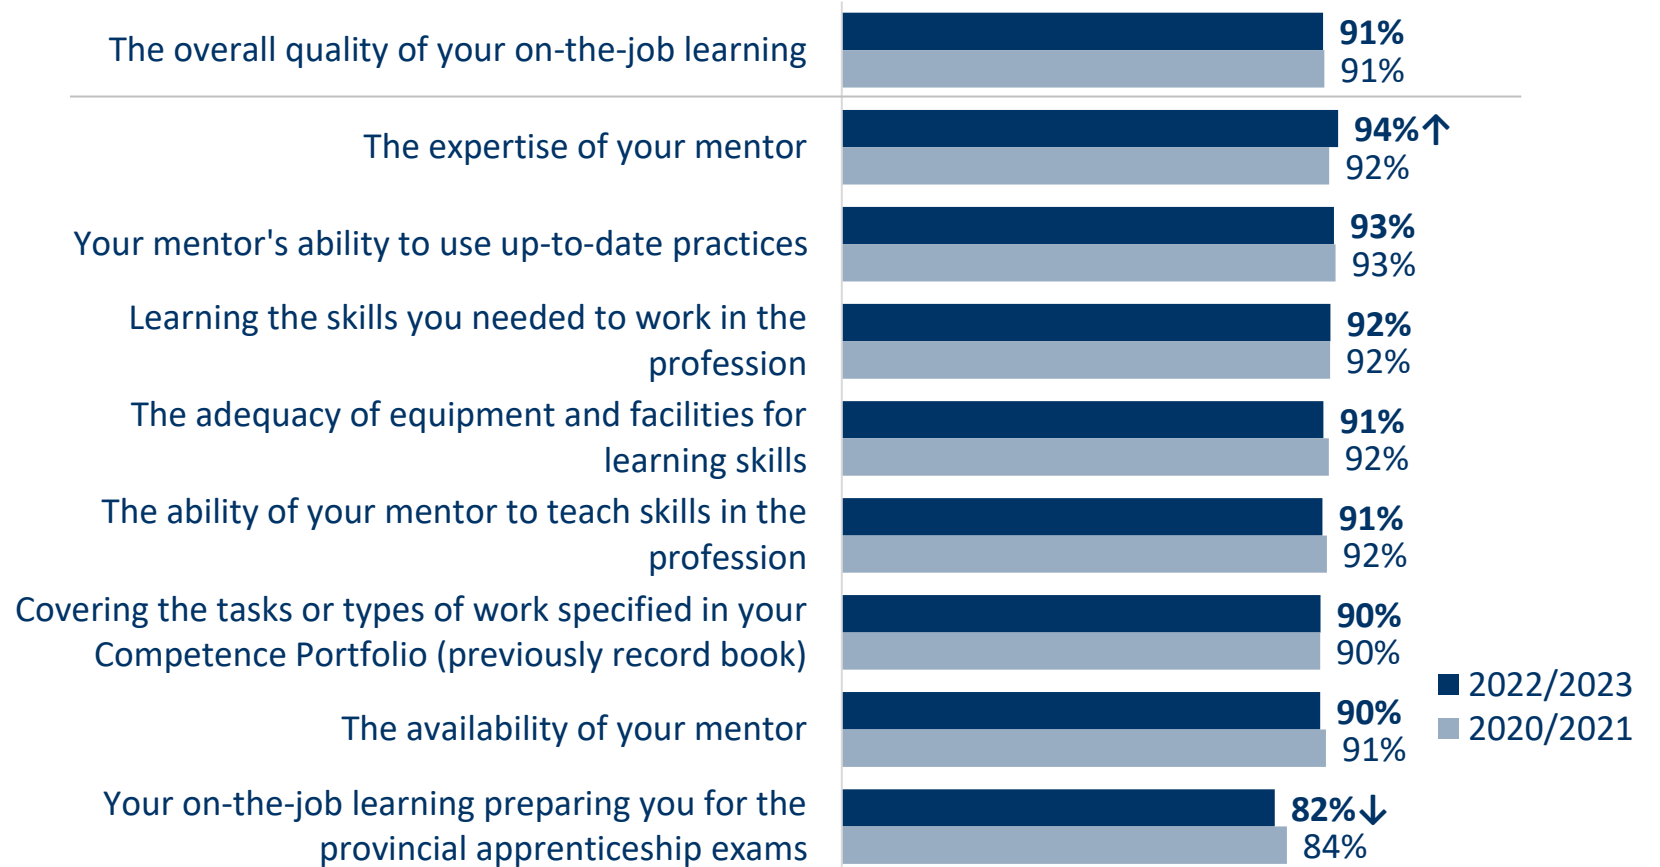 The overall quality of your on-the-job learning
91%
91%
The expertise of your mentor
94%↑
92%
Your mentor's ability to use up-to-date practices
93%
93%
Learning the skills you needed to work in the
profession
92%
92%
The adequacy of equipment and facilities for
learning skills
91%
92%
The ability of your mentor to teach skills in the
profession
91%
92%
Covering the tasks or types of work specified in your
Competence Portfolio (previously record book)
90%
90%
The availability of your mentor
90%
91%
Your on-the-job learning preparing you for the
provincial apprenticeship exams
82%↓
84%
2022/2023
2020/2021